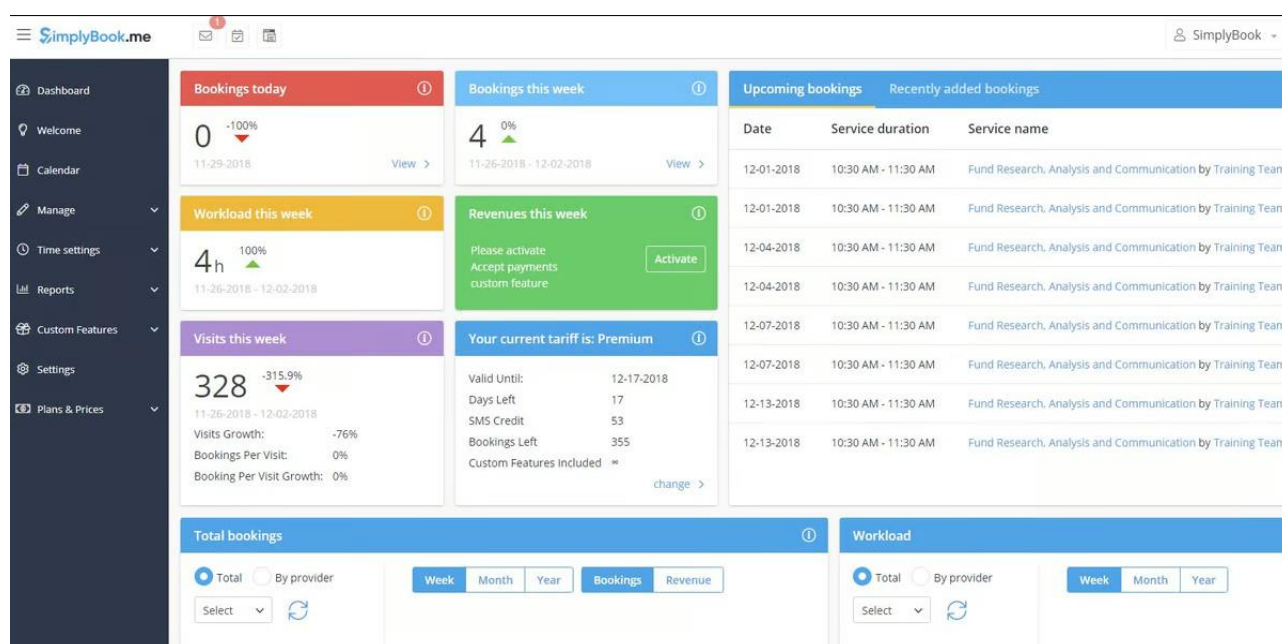 SimplyBook.me
1
SimplyBook
Dashboard
Welcome
Calendar
Manage
Time settings
Reports
Custom Features
Settings
Plans & Prices
Bookings today
0 -100%
11-29-2018 View >
Bookings this week
4 0%
11-26-2018 - 12-02-2018 View >
Workload this week
4h 100%
11-26-2018 - 12-02-2018
Revenues this week
Please activate
Accept payments
custom feature
Activate
Visits this week
328 -315.9%
11-26-2018 - 12-02-2018
Visits Growth: -76%
Bookings Per Visit: 0%
Booking Per Visit Growth: 0%
Your current tariff is: Premium
Valid Until: 12-17-2018
Days Left 17
SMS Credit 53
Bookings Left 355
Custom Features Included ∞
change >
Upcoming bookings Recently added bookings
Date Service duration Service name
12-01-2018 10:30 AM - 11:30 AM Fund Research, Analysis and Communication by Training Team
12-01-2018 10:30 AM - 11:30 AM Fund Research, Analysis and Communication by Training Team
12-04-2018 10:30 AM - 11:30 AM Fund Research, Analysis and Communication by Training Team
12-04-2018 10:30 AM - 11:30 AM Fund Research, Analysis and Communication by Training Team
12-07-2018 10:30 AM - 11:30 AM Fund Research, Analysis and Communication by Training Team
12-07-2018 10:30 AM - 11:30 AM Fund Research, Analysis and Communication by Training Team
12-13-2018 10:30 AM - 11:30 AM Fund Research, Analysis and Communication by Training Team
12-13-2018 10:30 AM - 11:30 AM Fund Research, Analysis and Communication by Training Team
Total bookings
Total By provider
Select
Week Month Year Bookings Revenue
Workload
Total By provider
Select
Week Month Year